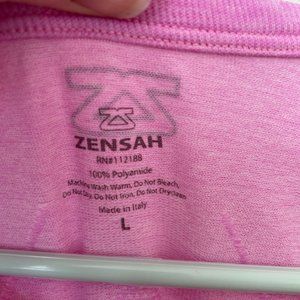 ZENSAH
RN#112188
100% Polyamide
Machine Wash Warm, Do Not Bleach,
Do Not Dry, Do Not Iron, Do Not Dryclean
Made in Italy
L